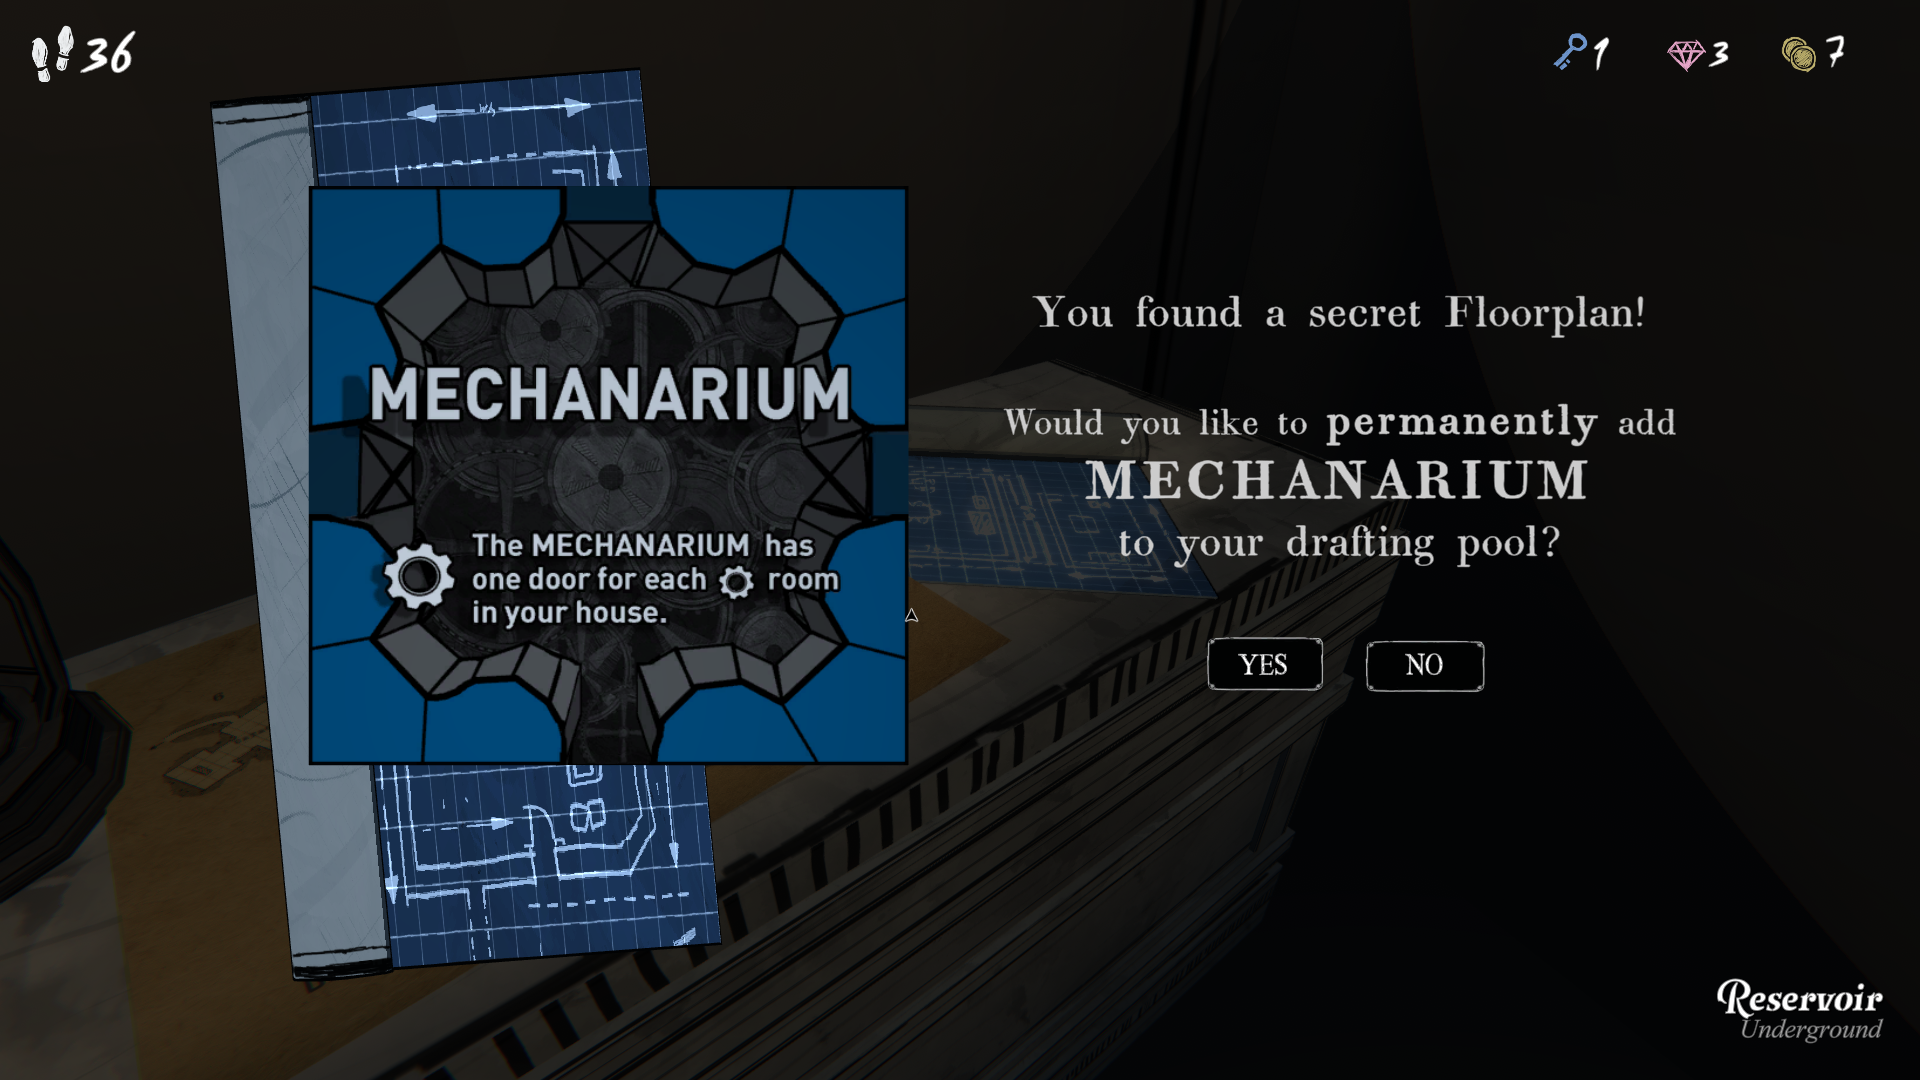 36
1
3
7
MECHANARIUM
The MECHANARIUM has
one door for each room
in your house.
You found a secret Floorplan!
Would you like to permanently add
MECHANARIUM
to your drafting pool?
YES
NO
Reservoir
Underground